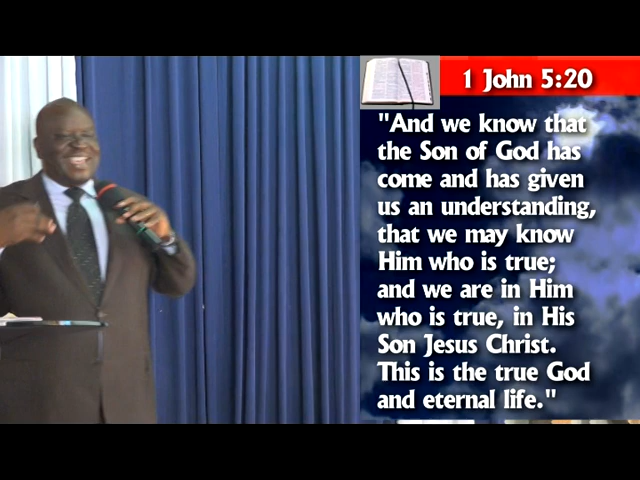 1 John 5:20
"And we know that
the Son of God has
come and has given
us an understanding,
that we may know
Him who is true;
and we are in Him
who is true, in His
Son Jesus Christ.
This is the true God
and eternal life."